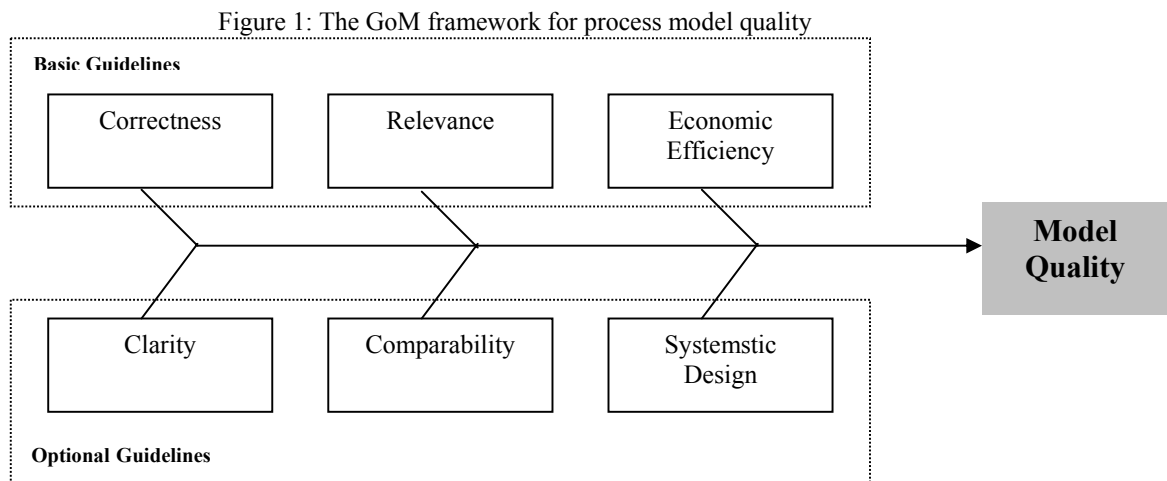 Figure 1: The GoM framework for process model quality
Basic Guidelines
Correctness
Relevance
Economic
Efficiency
Model
Quality
Clarity
Comparability
Systemstic
Design
Optional Guidelines